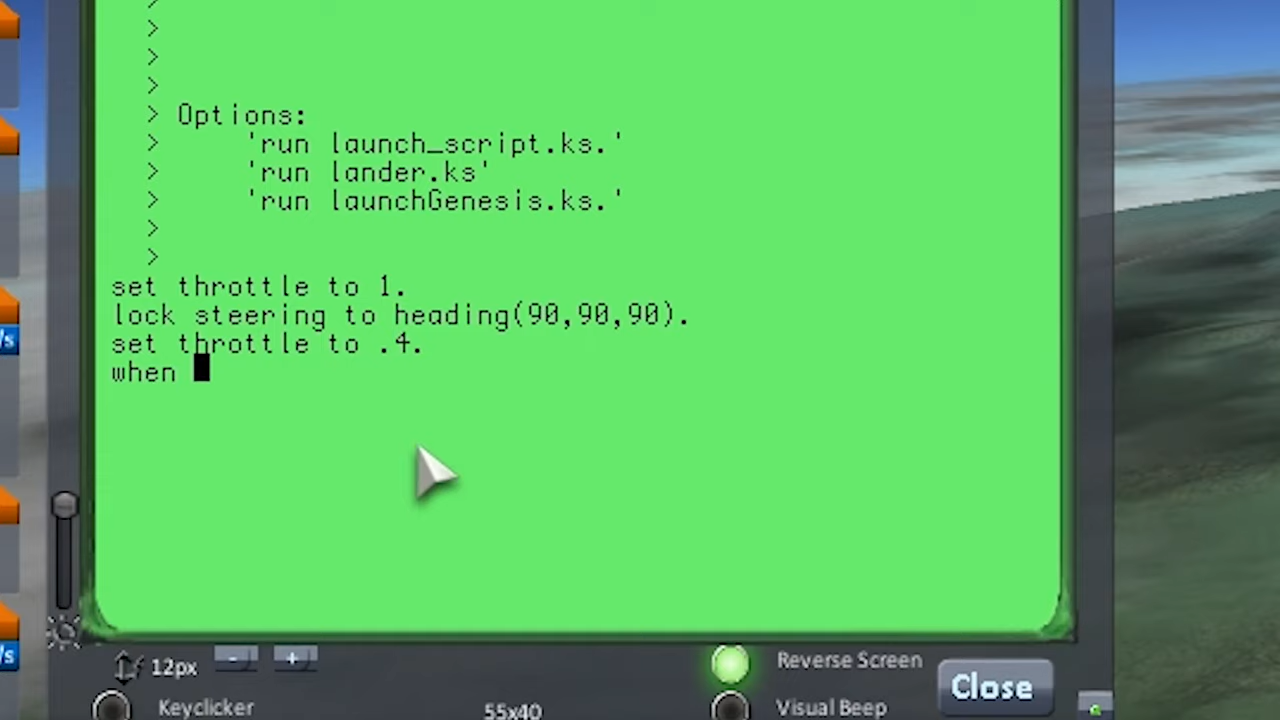 >
>
>
>
> Options:
> 'run launch_script.ks.'
> 'run lander.ks'
> 'run launchGenesis.ks.'
>
>
set throttle to 1.
lock steering to heading(90,90,90).
set throttle to .4.
when
/s
/s
12px
-
+
Reverse Screen
Close
Keyclicker
55x40
Visual Beep